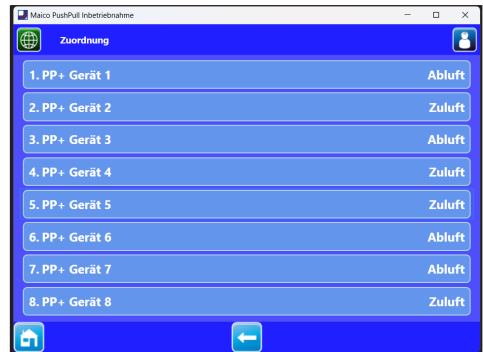 Maico PushPull Inbetriebnahme
Zuordnung
1. PP+ Gerät 1 Abluft
2. PP+ Gerät 2 Zuluft
3. PP+ Gerät 3 Abluft
4. PP+ Gerät 4 Zuluft
5. PP+ Gerät 5 Zuluft
6. PP+ Gerät 6 Abluft
7. PP+ Gerät 7 Abluft
8. PP+ Gerät 8 Zuluft